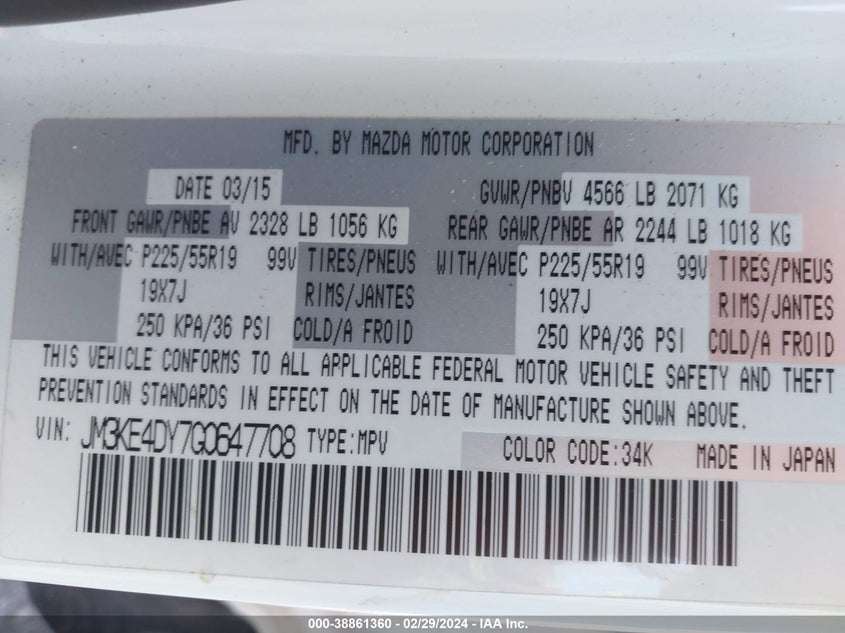 MFD. BY MAZDA MOTOR CORPORATION
DATE 03/15 GVWR/PNBV 4566 LB 2071 KG
FRONT GAWR/PNBE AV 2328 LB 1056 KG REAR GAWR/PNBE AR 2244 LB 1018 KG
WITH/AVEC P225/55R19 99V TIRES/PNEUS WITH/AVEC P225/55R19 99V TIRES/PNEUS
19X7J RIMS/JANTES 19X7J RIMS/JANTES
250 KPA/36 PSI COLD/A FROID 250 KPA/36 PSI COLD/A FROID
THIS VEHICLE CONFORMS TO ALL APPLICABLE FEDERAL MOTOR VEHICLE SAFETY AND THEFT
PREVENTION STANDARDS IN EFFECT ON THE DATE OF MANUFACTURE SHOWN ABOVE.
VIN: JM3KE4DY7G0647708 TYPE:MPV COLOR CODE:34K MADE IN JAPAN
000-38861360 - 02/29/2024 - IAA Inc.